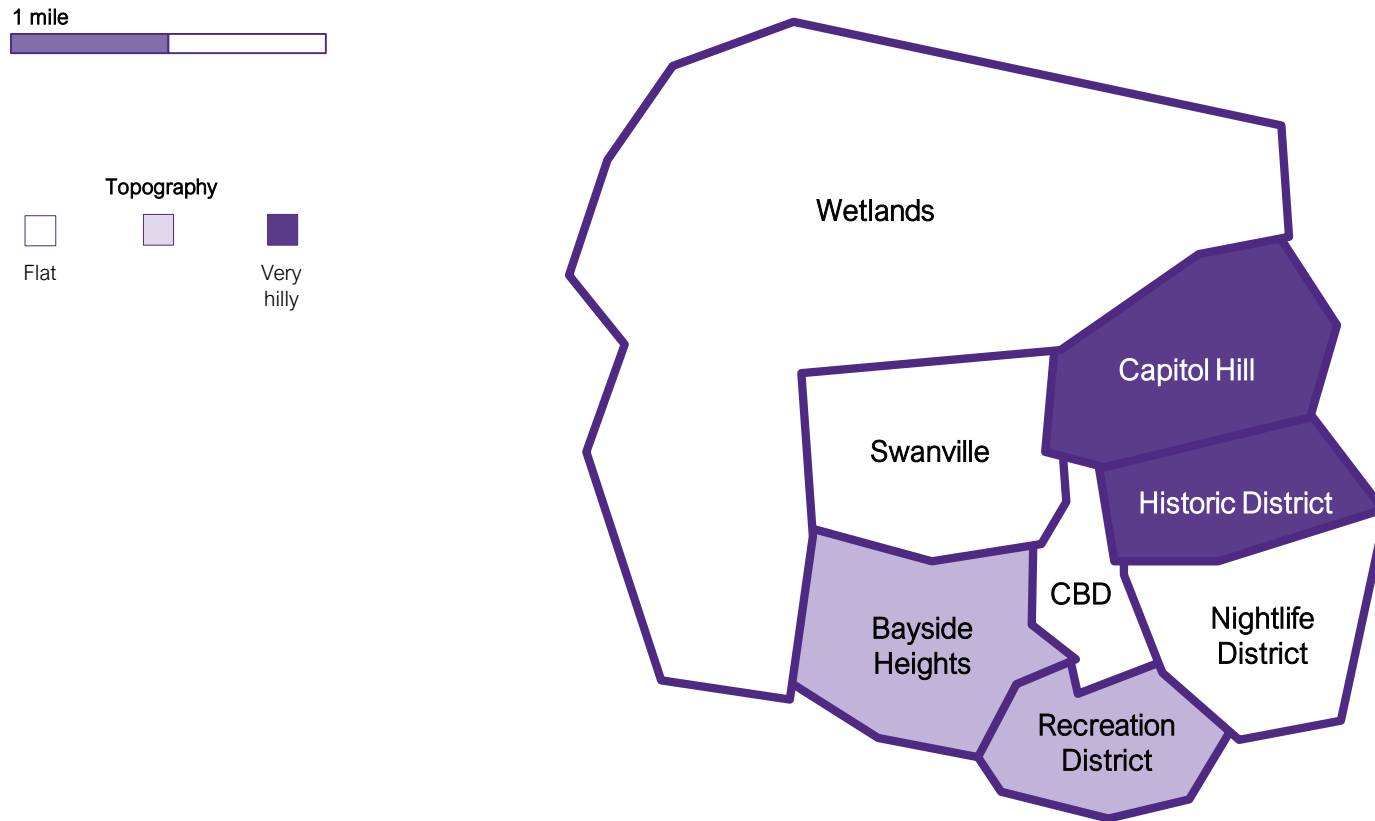 1 mile
Topography
Flat
Very
hilly
Wetlands
Capitol Hill
Swanville
Historic District
CBD
Bayside
Heights
Nightlife
District
Recreation
District